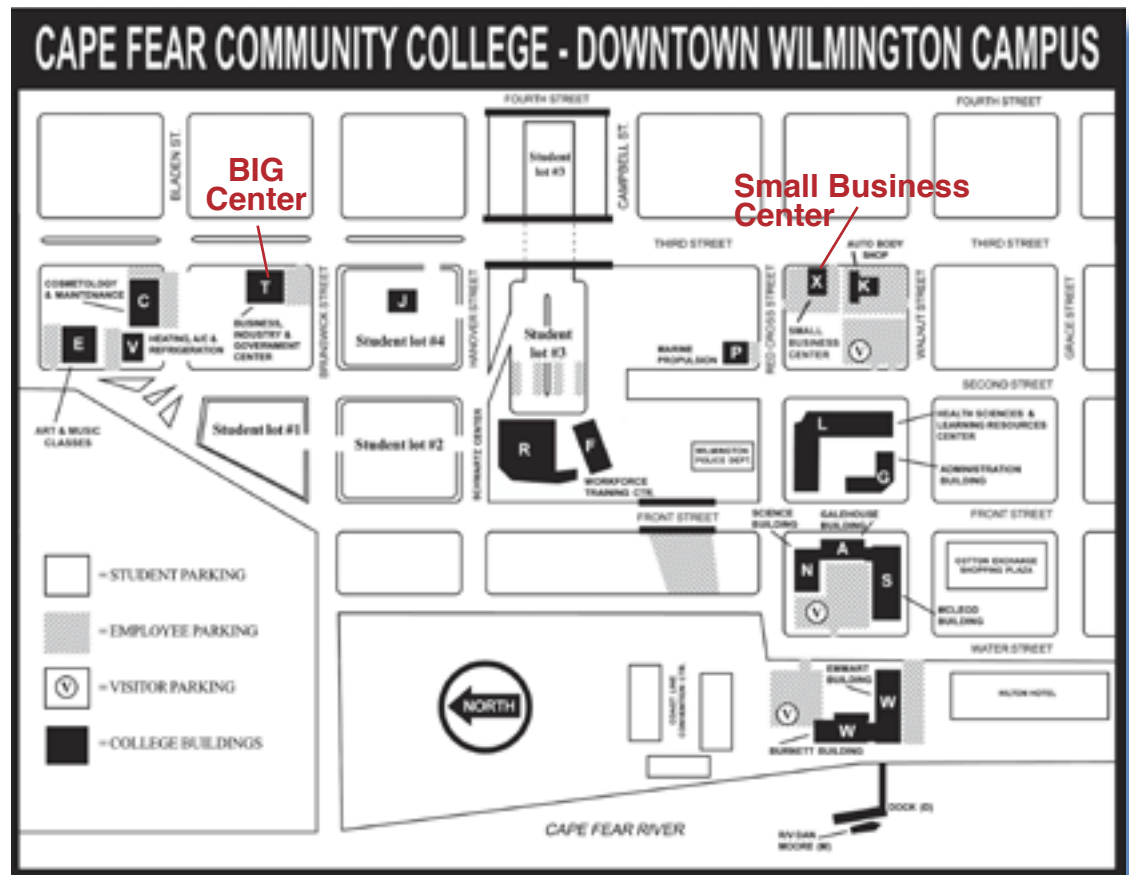 CAPE FEAR COMMUNITY COLLEGE - DOWNTOWN WILMINGTON CAMPUS
FOURTH STREET
FOURTH STREET
BLADEN ST.
CAMPBELL ST.
Student
lot #3
BIG
Center
Small Business
Center
THIRD STREET
AUTO BODY
SHOP
THIRD STREET
COSMETOLOGY
& MAINTENANCE
C
T
J
X
K
E
V
HEATING, A/C &
REFRIGERATION
BUSINESS,
INDUSTRY &
GOVERNMENT
CENTER
BRUNSWICK STREET
Student lot #4
HANOVER STREET
Student
lot #3
MARINE
PROPULSION
P
RED CROSS STREET
SMALL
BUSINESS
CENTER
V
WALNUT STREET
GRACE STREET
SECOND STREET
ART & MUSIC
CLASSES
Student lot #1
Student lot #2
SCHWARTZ CENTER
R
F
WORKFORCE
TRAINING CTR.
WILMINGTON
POLICE DEPT.
L
HEALTH SCIENCES &
LEARNING RESOURCES
CENTER
G
ADMINISTRATION
BUILDING
FRONT STREET
SCIENCE
BUILDING
GALEHOUSE
BUILDING
FRONT STREET
A
N
S
V
COTTON EXCHANGE
SHOPPING PLAZA
MCLEOD
BUILDING
= STUDENT PARKING
= EMPLOYEE PARKING
V
= VISITOR PARKING
= COLLEGE BUILDINGS
WATER STREET
NORTH
COAST LINE
CONVENTION CTR.
EMMART
BUILDING
W
W
V
BURNETT BUILDING
HILTON HOTEL
DOCK (D)
R/V DAN
MOORE (M)
CAPE FEAR RIVER